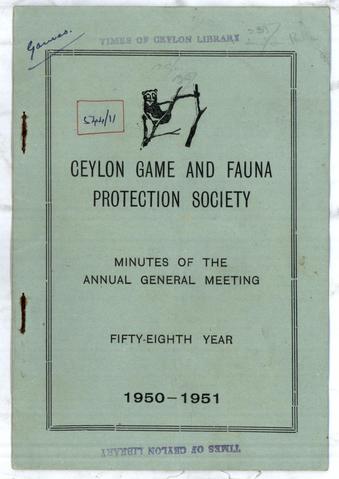 Games.
TIMES OF CEYLON LIBRARY
544/11
CEYLON GAME AND FAUNA
PROTECTION SOCIETY
MINUTES OF THE
ANNUAL GENERAL MEETING
FIFTY-EIGHTH YEAR
1950-1951
TIMES OF CEYLON LIBRARY